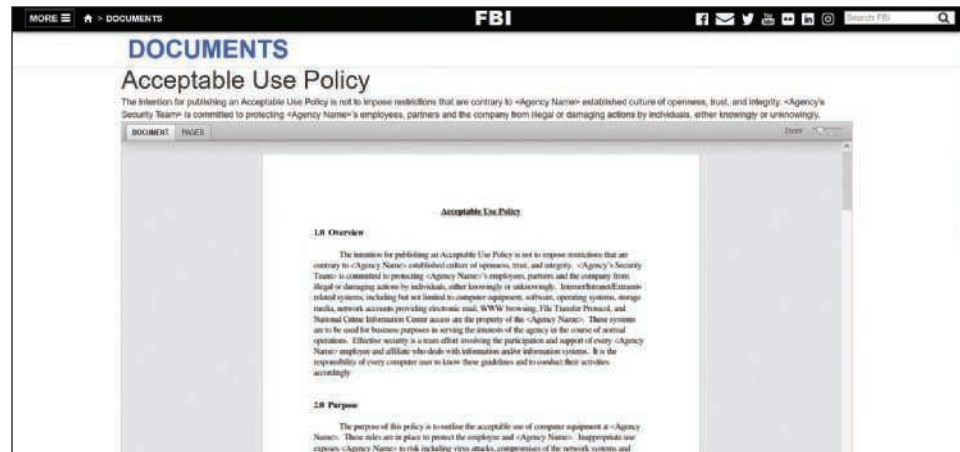 MORE > DOCUMENTS
FBI
Search FBI
DOCUMENTS
Acceptable Use Policy
The Intention for publishing an Acceptable Use Policy is not to impose restrictions that are contrary to <Agency Name> established culture of openness, trust, and integrity. <Agency's
Security Team> is committed to protecting <Agency Name>'s employees, partners and the company from illegal or damaging actions by individuals, either knowingly or unknowingly.
DOCUMENT PAGES
Zoom
Acceptable Use Policy
1.0 Overview
The intention for publishing an Acceptable Use Policy is not to impose restrictions that are
contrary to <Agency Name> established culture of openness, trust, and integrity. <Agency's Security
Team> is committed to protecting <Agency Name>'s employees, partners and the company from
illegal or damaging actions by individuals, either knowingly or unknowingly. Internet/Intranet/Extranet-
related systems, including but not limited to computer equipment, software, operating systems, storage
media, network accounts providing electronic mail, WWW browsing, File Transfer Protocol, and
National Crime Information Center access are the property of the <Agency Name>. These systems
are to be used for business purposes in serving the interests of the agency in the course of normal
operations. Effective security is a team effort involving the participation and support of every <Agency
Name> employee and affiliate who deals with information and/or information systems. It is the
responsibility of every computer user to know these guidelines and to conduct their activities
accordingly.
2.0 Purpose
The purpose of this policy is to outline the acceptable use of computer equipment at <Agency
Name>. These rules are in place to protect the employee and <Agency Name>. Inappropriate use
exposes <Agency Name> to risk including virus attacks, compromises of the network systems and